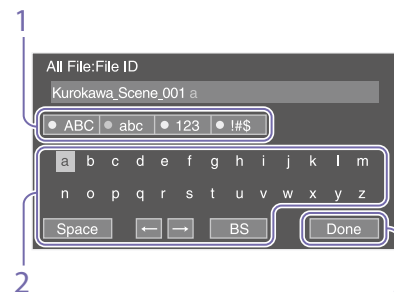 1
All File:File ID
Kurokawa_Scene_001 a
ABC abc 123 !#$
a b c d e f g h i j k l m
n o p q r s t u v w x y z
Space ← → BS Done
2